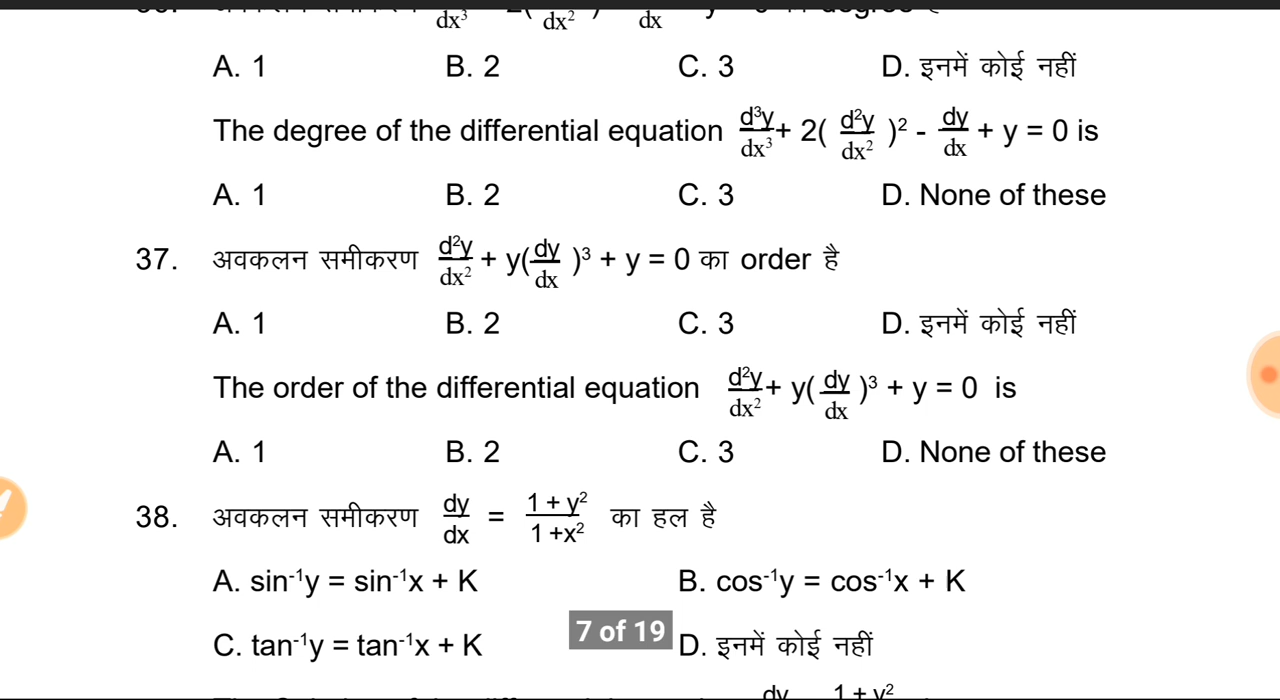 A. 1 B. 2 C. 3 D. इनमें कोई नहीं
The degree of the differential equation d³y/dx³ + 2( d²y/dx² )² - dy/dx + y = 0 is
A. 1 B. 2 C. 3 D. None of these
37. अवकलन समीकरण d²y/dx² + y( dy/dx )³ + y = 0 का order है
A. 1 B. 2 C. 3 D. इनमें कोई नहीं
The order of the differential equation d²y/dx² + y( dy/dx )³ + y = 0 is
A. 1 B. 2 C. 3 D. None of these
38. अवकलन समीकरण dy/dx = 1 + y²/1 +x² का हल है
A. sin⁻¹y = sin⁻¹x + K B. cos⁻¹y = cos⁻¹x + K
C. tan⁻¹y = tan⁻¹x + K D. इनमें कोई नहीं
7 of 19